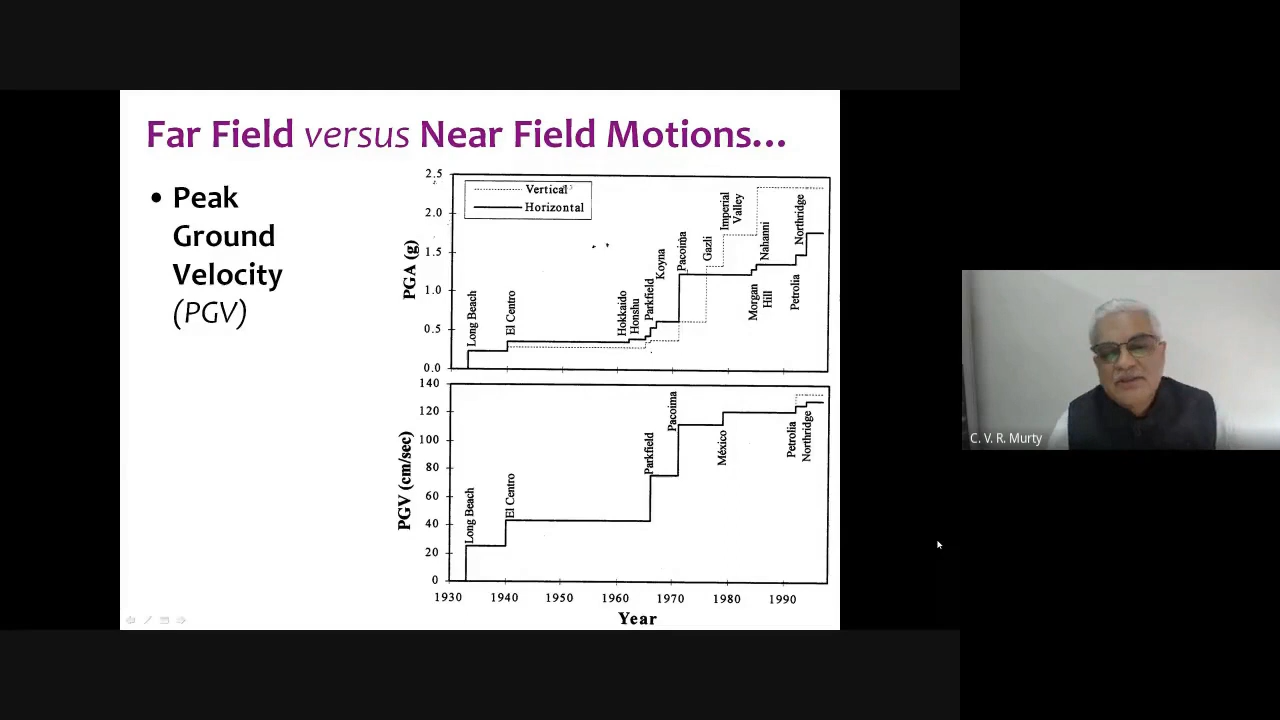 Far Field versus Near Field Motions...
• Peak
Ground
Velocity
(PGV)
2.5
2.0
1.5
1.0
0.5
0.0
PGA (g)
Vertical
Horizontal
Long Beach
El Centro
Hokkaido
Honshu
Parkfield
Koyna
Pacoima
Gazli
Imperial
Valley
Morgan
Hill
Nahanni
Petrolia
Northridge
140
120
100
80
60
40
20
0
PGV (cm/sec)
Long Beach
El Centro
Parkfield
Pacoima
México
Petrolia
Northridge
1930 1940 1950 1960 1970 1980 1990
Year
C. V. R. Murty